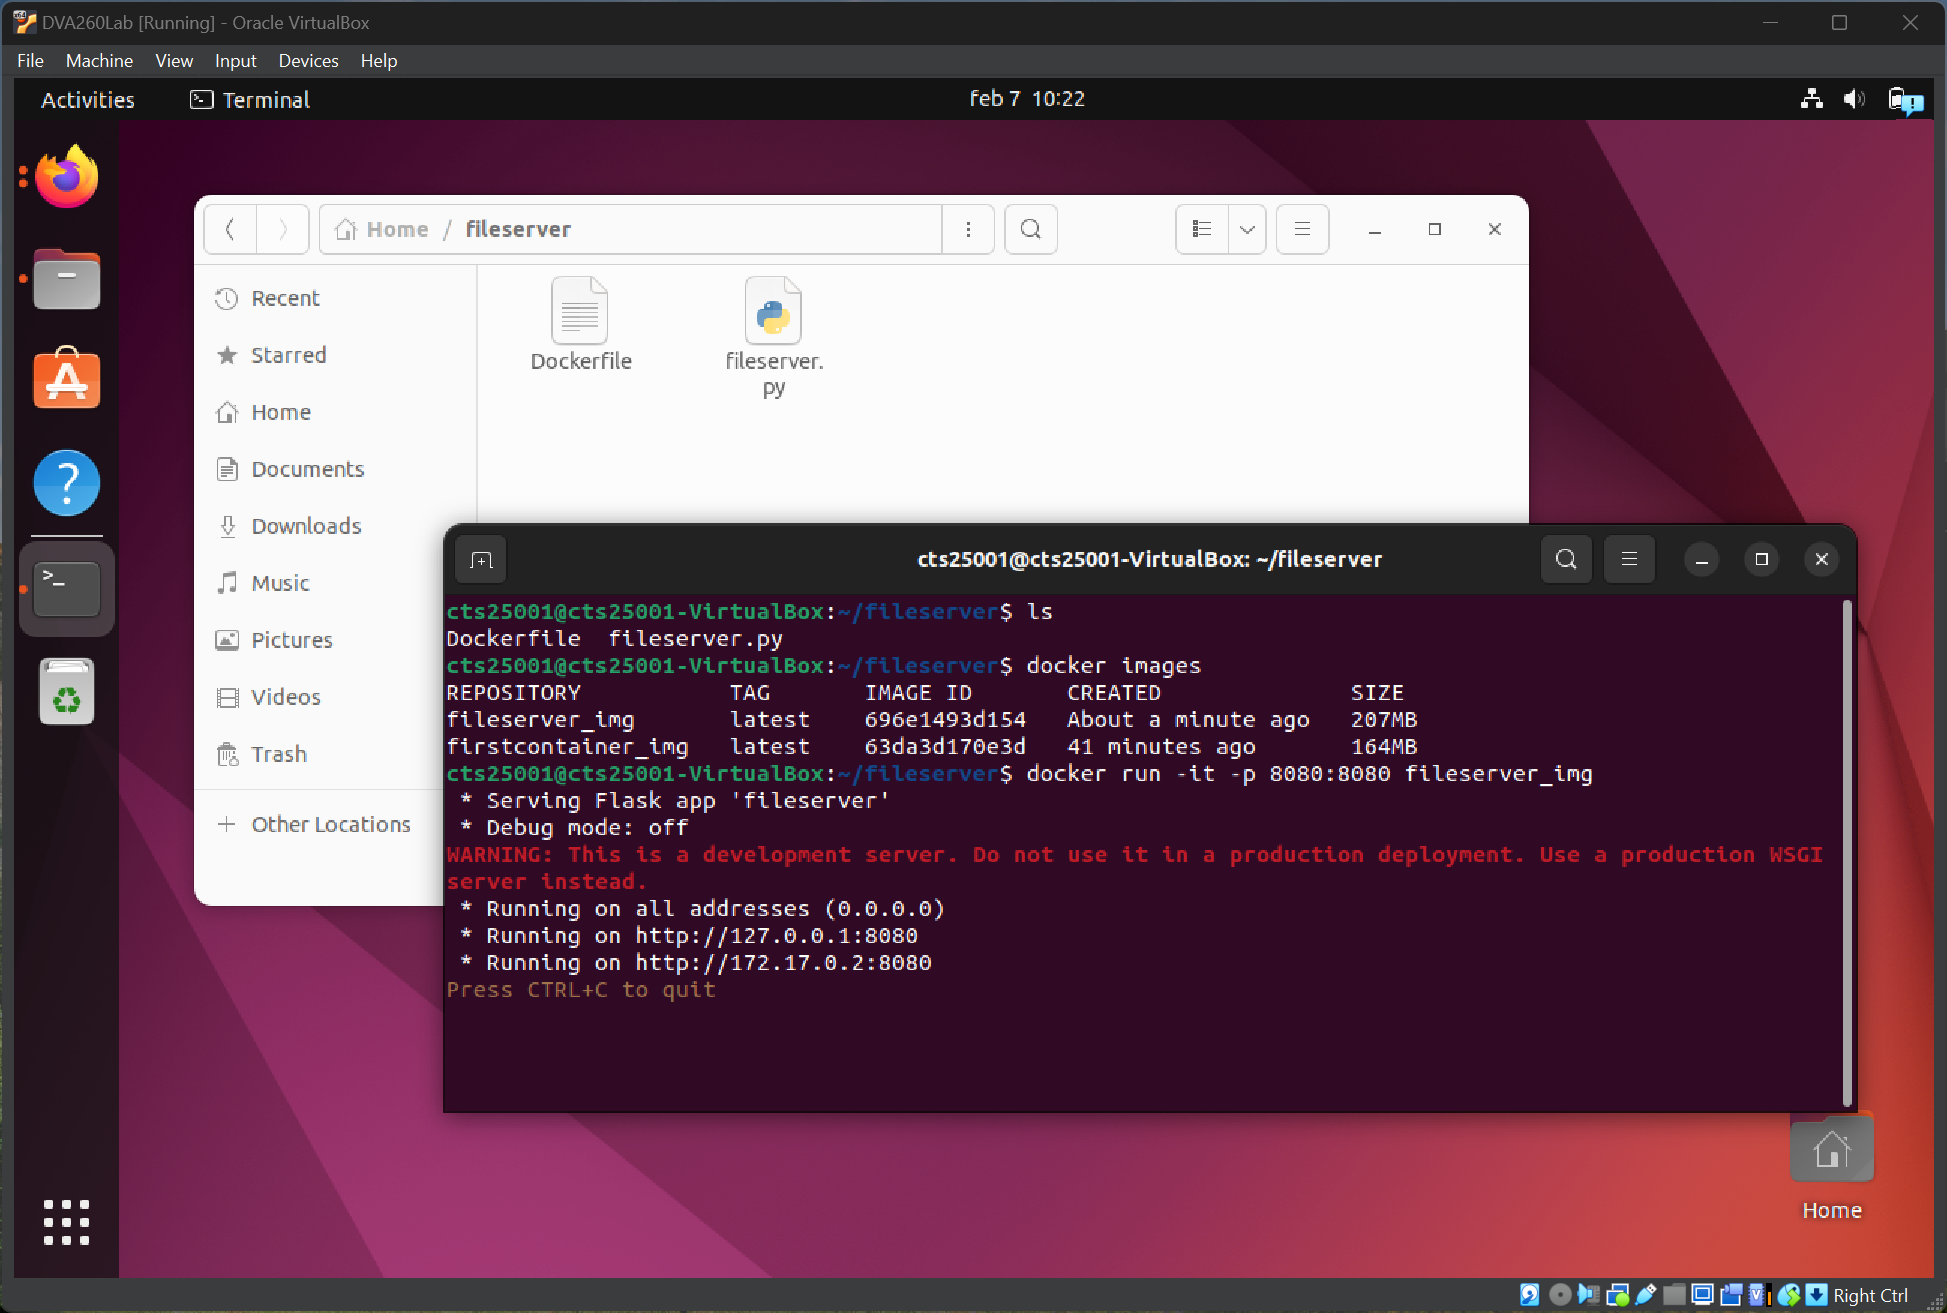 DVA260Lab [Running] - Oracle VirtualBox
File Machine View Input Devices Help
Activities Terminal feb 7 10:22
Home / fileserver
Recent
Starred
Home
Documents
Downloads
Music
Pictures
Videos
Trash
+ Other Locations
Dockerfile
fileserver.
py
cts25001@cts25001-VirtualBox: ~/fileserver
cts25001@cts25001-VirtualBox:~/fileserver$ ls
Dockerfile  fileserver.py
cts25001@cts25001-VirtualBox:~/fileserver$ docker images
REPOSITORY           TAG       IMAGE ID       CREATED              SIZE
fileserver_img       latest    696e1493d154   About a minute ago   207MB
firstcontainer_img   latest    63da3d170e3d   41 minutes ago       164MB
cts25001@cts25001-VirtualBox:~/fileserver$ docker run -it -p 8080:8080 fileserver_img
 * Serving Flask app 'fileserver'
 * Debug mode: off
WARNING: This is a development server. Do not use it in a production deployment. Use a production WSGI
server instead.
 * Running on all addresses (0.0.0.0)
 * Running on http://127.0.0.1:8080
 * Running on http://172.17.0.2:8080
Press CTRL+C to quit
Home
Right Ctrl